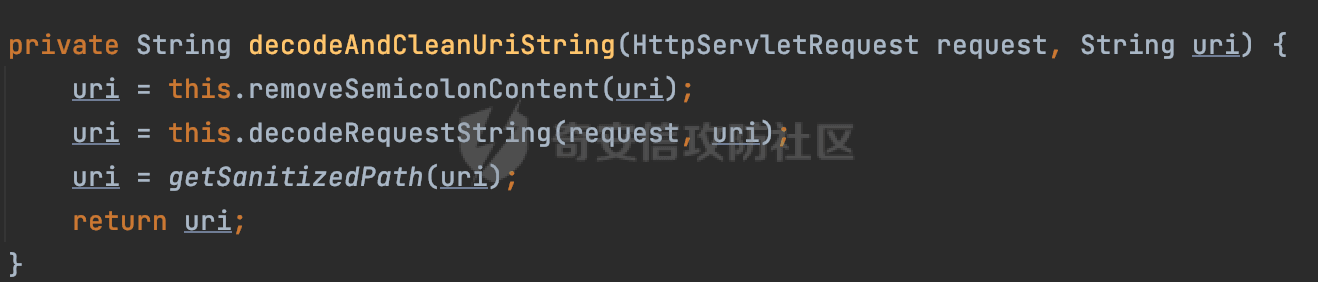 private String decodeAndCleanUriString(HttpServletRequest request, String uri) {
    uri = this.removeSemicolonContent(uri);
    uri = this.decodeRequestString(request, uri);
    uri = getSanitizedPath(uri);
    return uri;
}
奇安信攻防社区